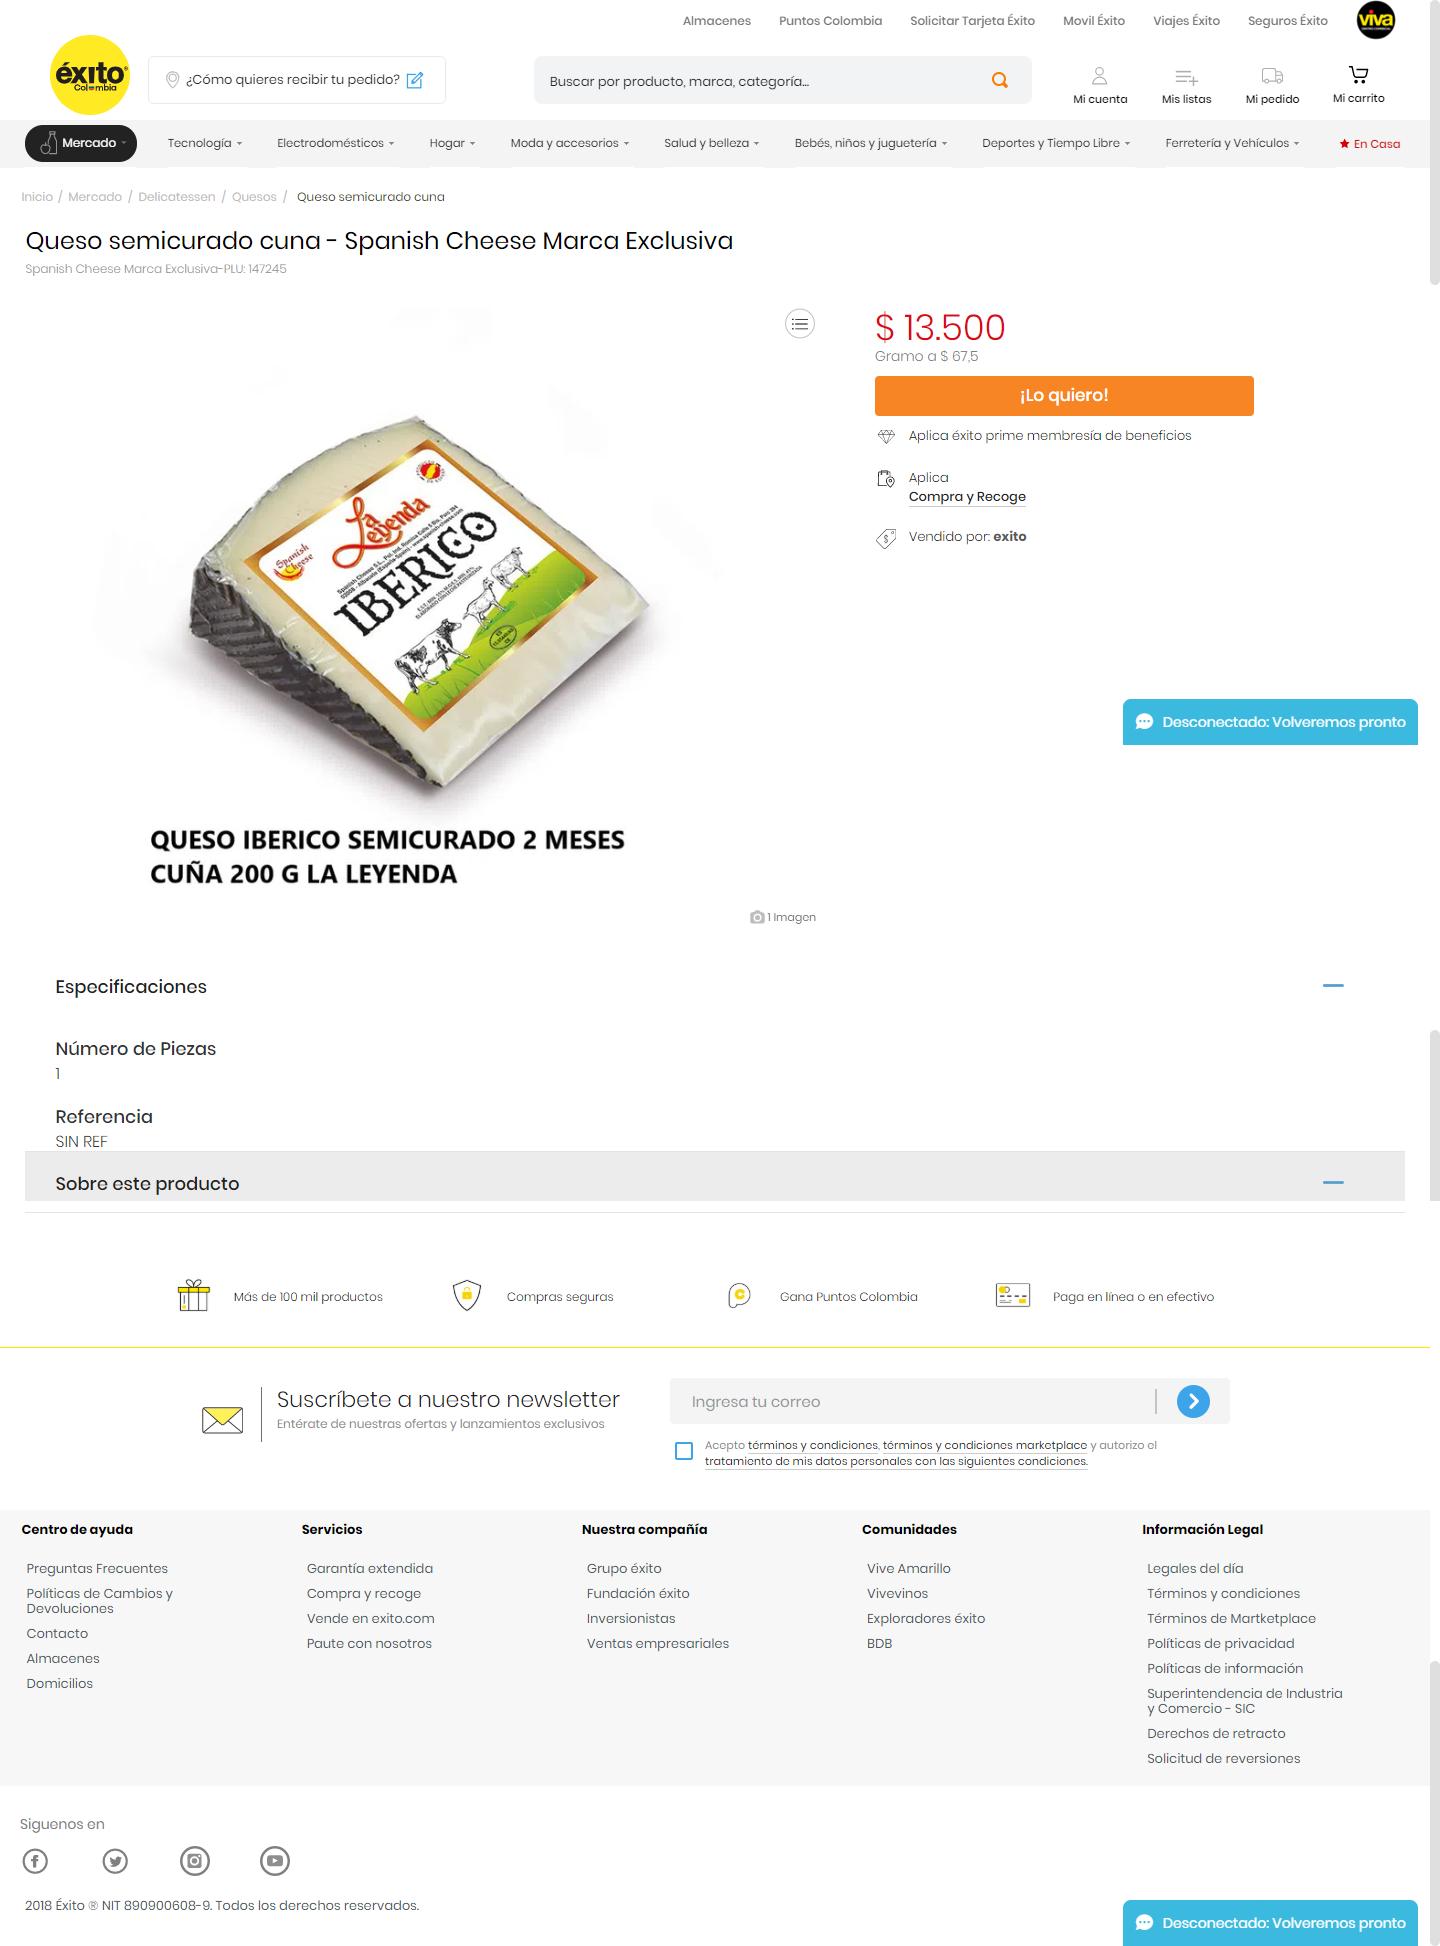 Almacenes Puntos Colombia Solicitar Tarjeta Éxito Movil Éxito Viajes Éxito Seguros Éxito viva
éxito
Colombia
¿Cómo quieres recibir tu pedido?
Buscar por producto, marca, categoría...
Mi cuenta Mis listas Mi pedido Mi carrito
Mercado Tecnología Electrodomésticos Hogar Moda y accesorios Salud y belleza Bebés, niños y juguetería Deportes y Tiempo Libre Ferretería y Vehículos En Casa
Inicio / Mercado / Delicatessen / Quesos / Queso semicurado cuna
Queso semicurado cuna - Spanish Cheese Marca Exclusiva
Spanish Cheese Marca Exclusiva-PLU: 147245
La
Leyenda
Spanish
Cheese
IBERICO
QUESO IBERICO SEMICURADO 2 MESES
CUÑA 200 G LA LEYENDA
1 Imagen
$ 13.500
Gramo a $ 67,5
¡Lo quiero!
Aplica éxito prime membresía de beneficios
Aplica
Compra y Recoge
Vendido por: exito
Desconectado: Volveremos pronto
Especificaciones
Número de Piezas
1
Referencia
SIN REF
Sobre este producto
Más de 100 mil productos Compras seguras Gana Puntos Colombia Paga en línea o en efectivo
Suscríbete a nuestro newsletter
Entérate de nuestras ofertas y lanzamientos exclusivos
Ingresa tu correo
Acepto términos y condiciones, términos y condiciones marketplace y autorizo el
tratamiento de mis datos personales con las siguientes condiciones.
Centro de ayuda
Preguntas Frecuentes
Políticas de Cambios y
Devoluciones
Contacto
Almacenes
Domicilios
Servicios
Garantía extendida
Compra y recoge
Vende en exito.com
Paute con nosotros
Nuestra compañía
Grupo éxito
Fundación éxito
Inversionistas
Ventas empresariales
Comunidades
Vive Amarillo
Vivevinos
Exploradores éxito
BDB
Información Legal
Legales del día
Términos y condiciones
Términos de Martketplace
Políticas de privacidad
Políticas de información
Superintendencia de Industria
y Comercio - SIC
Derechos de retracto
Solicitud de reversiones
Siguenos en
2018 Éxito ® NIT 890900608-9. Todos los derechos reservados.
Desconectado: Volveremos pronto